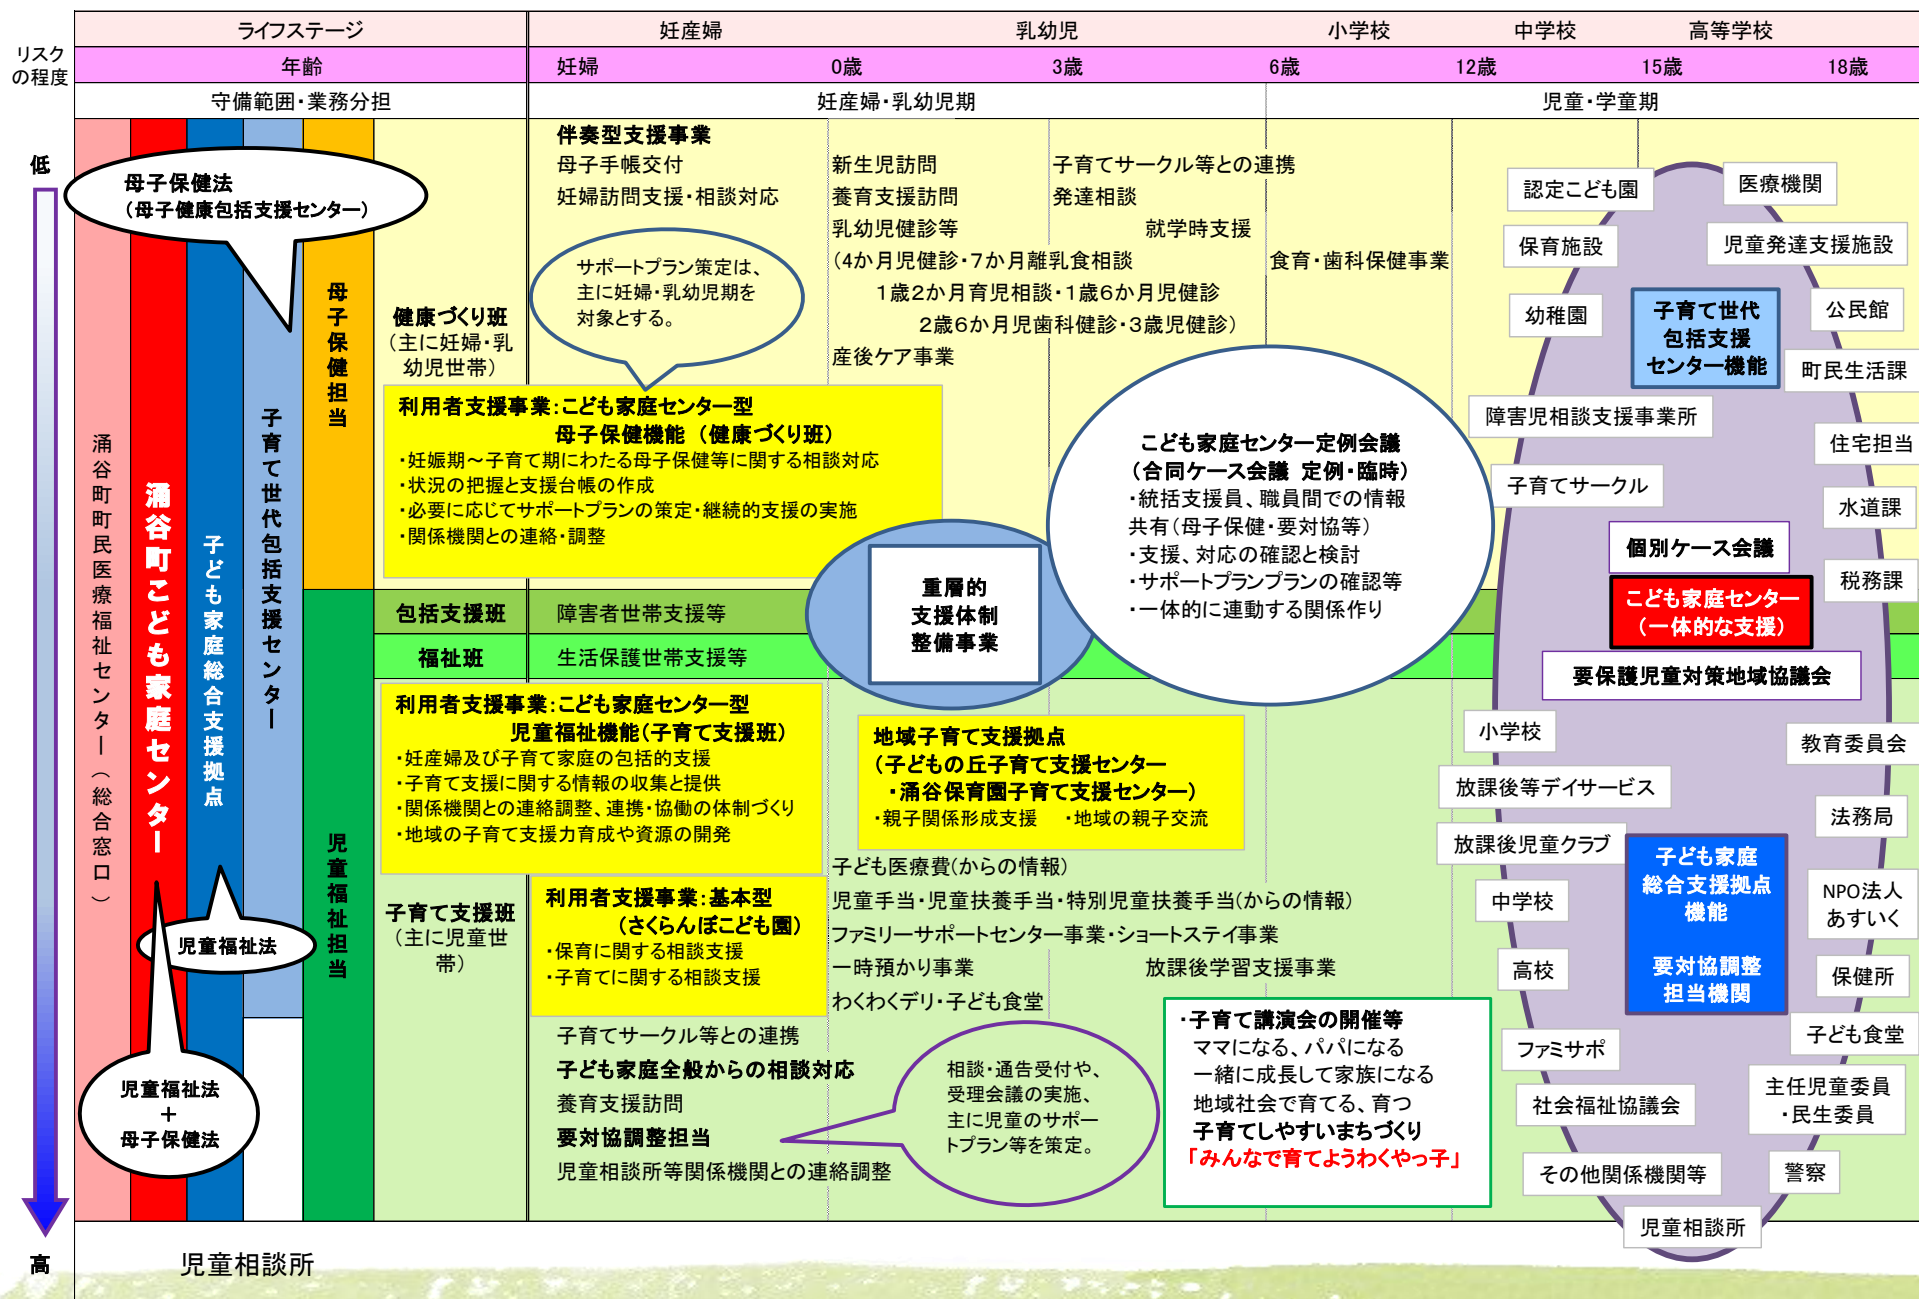 リスク
の程度
ライフステージ
妊産婦
乳幼児
小学校
中学校
高等学校
年齢
妊婦
0歳
3歳
6歳
12歳
15歳
18歳
守備範囲・業務分担
妊産婦・乳幼児期
児童・学童期
低
高
母子保健法
(母子健康包括支援センター)
涌谷町町民医療福祉センター(総合窓口)
涌谷町こども家庭センター
子ども家庭総合支援拠点
子育て世代包括支援センター
母子保健担当
児童福祉担当
児童福祉法
児童福祉法
+
母子保健法
健康づくり班
(主に妊婦・乳
幼児世帯)
包括支援班
福祉班
子育て支援班
(主に児童世
帯)
伴奏型支援事業
母子手帳交付
妊婦訪問支援・相談対応
新生児訪問
養育支援訪問
乳幼児健診等
(4か月児健診・7か月離乳食相談
1歳2か月育児相談・1歳6か月児健診
2歳6か月児歯科健診・3歳児健診)
産後ケア事業
子育てサークル等との連携
発達相談
就学時支援
食育・歯科保健事業
サポートプラン策定は、
主に妊婦・乳幼児期を
対象とする。
利用者支援事業:こども家庭センター型
母子保健機能 (健康づくり班)
・妊娠期～子育て期にわたる母子保健等に関する相談対応
・状況の把握と支援台帳の作成
・必要に応じてサポートプランの策定・継続的支援の実施
・関係機関との連絡・調整
障害者世帯支援等
生活保護世帯支援等
重層的
支援体制
整備事業
こども家庭センター定例会議
(合同ケース会議 定例・臨時)
・統括支援員、職員間での情報
共有(母子保健・要対協等)
・支援、対応の確認と検討
・サポートプランプランの確認等
・一体的に連動する関係作り
利用者支援事業:こども家庭センター型
児童福祉機能(子育て支援班)
・妊産婦及び子育て家庭の包括的支援
・子育て支援に関する情報の収集と提供
・関係機関との連絡調整、連携・協働の体制づくり
・地域の子育て支援力育成や資源の開発
地域子育て支援拠点
(子どもの丘子育て支援センター
・涌谷保育園子育て支援センター)
・親子関係形成支援 ・地域の親子交流
利用者支援事業:基本型
(さくらんぼこども園)
・保育に関する相談支援
・子育てに関する相談支援
子ども医療費(からの情報)
児童手当・児童扶養手当・特別児童扶養手当(からの情報)
ファミリーサポートセンター事業・ショートステイ事業
一時預かり事業
放課後学習支援事業
わくわくデリ・子ども食堂
子育てサークル等との連携
子ども家庭全般からの相談対応
養育支援訪問
要対協調整担当
児童相談所等関係機関との連絡調整
相談・通告受付や、
受理会議の実施、
主に児童のサポー
トプラン等を策定。
・子育て講演会の開催等
ママになる、パパになる
一緒に成長して家族になる
地域社会で育てる、育つ
子育てしやすいまちづくり
「みんなで育てようわくやっ子」
認定こども園
医療機関
保育施設
児童発達支援施設
幼稚園
子育て世代
包括支援
センター機能
公民館
町民生活課
障害児相談支援事業所
住宅担当
子育てサークル
水道課
個別ケース会議
税務課
こども家庭センター
(一体的な支援)
要保護児童対策地域協議会
小学校
教育委員会
放課後等デイサービス
法務局
放課後児童クラブ
子ども家庭
総合支援拠点
機能
要対協調整
担当機関
中学校
NPO法人
あすいく
高校
保健所
ファミサポ
子ども食堂
社会福祉協議会
主任児童委員
・民生委員
その他関係機関等
警察
児童相談所
児童相談所